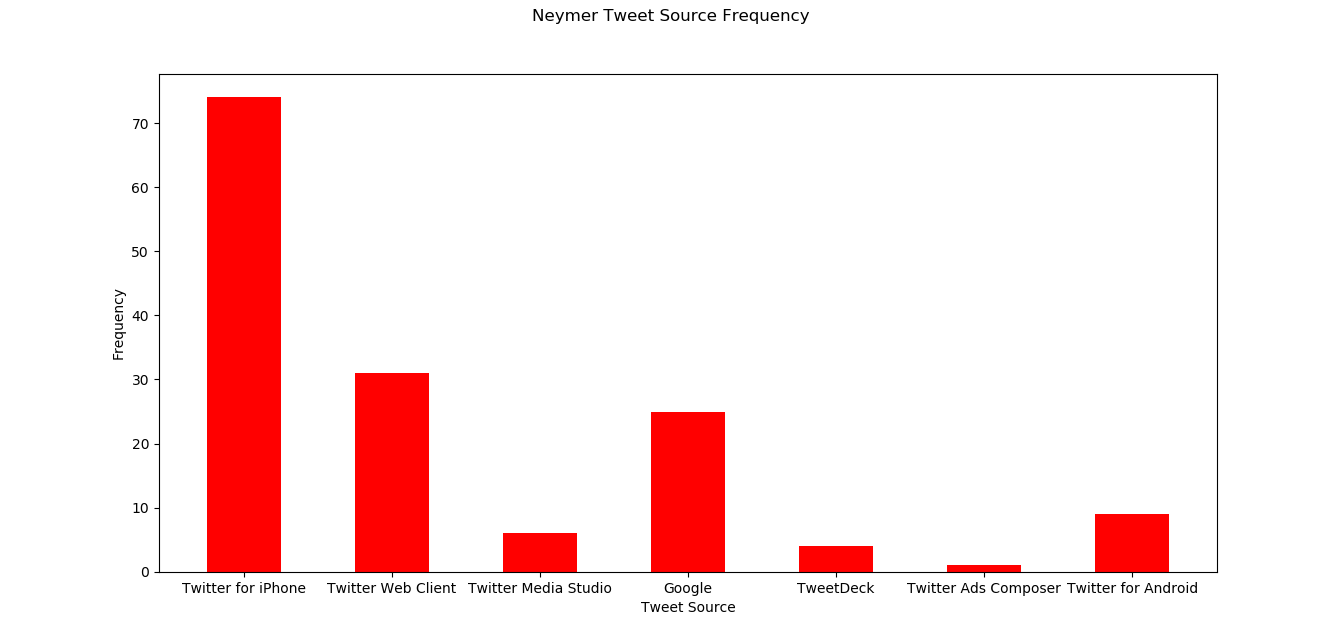 Neymer Tweet Source Frequency
70
60
50
40
30
20
10
0
Frequency
Twitter for iPhone Twitter Web Client Twitter Media Studio Google TweetDeck Twitter Ads Composer Twitter for Android
Tweet Source